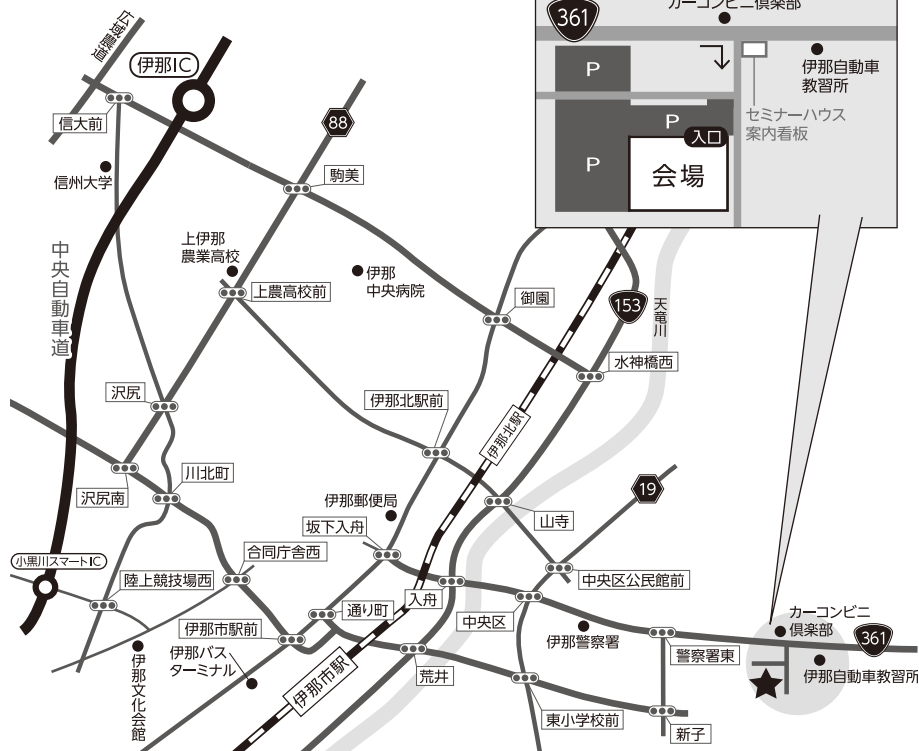 広域農道
伊那IC
信大前
信州大学
88
駒美
中央自動車道
上伊那
農業高校
上農高校前
伊那
中央病院
御園
153
天竜川
水神橋西
沢尻
伊那北駅前
伊那北駅
沢尻南
川北町
19
伊那郵便局
坂下入舟
山寺
合同庁舎西
小黒川スマートIC
陸上競技場西
中央区公民館前
入舟
通り町
中央区
伊那市駅前
伊那バス
ターミナル
伊那市駅
伊那文化会館
荒井
伊那警察署
警察署東
東小学校前
新子
カーコンビニ
倶楽部
361
伊那自動車教習所
361
カーコンビニ倶楽部
P
伊那自動車
教習所
セミナーハウス
案内看板
P
入口
P
会場